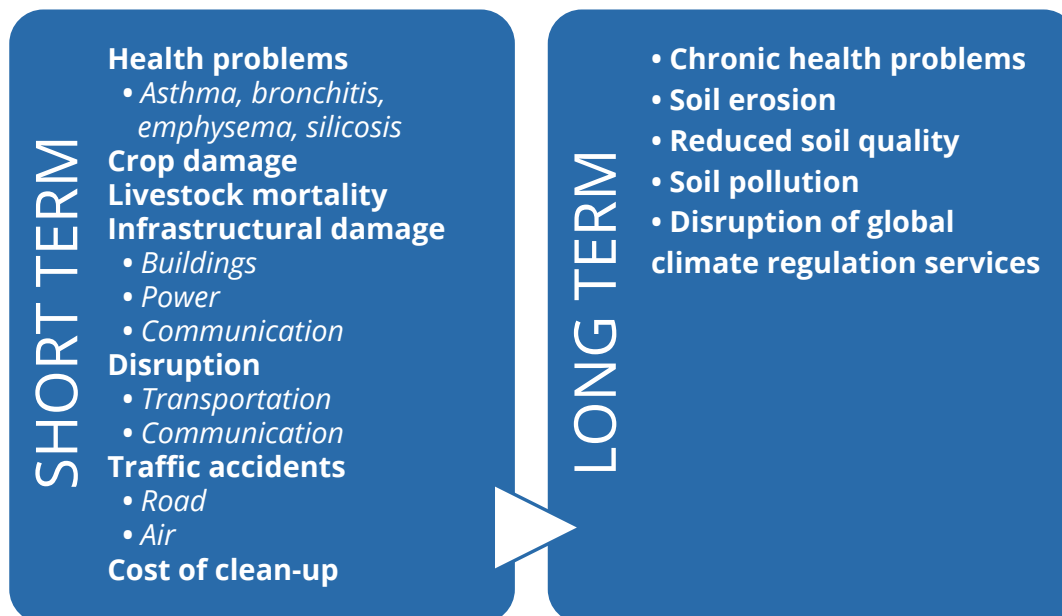 SHORT TERM
Health problems
• Asthma, bronchitis,
emphysema, silicosis
Crop damage
Livestock mortality
Infrastructural damage
• Buildings
• Power
• Communication
Disruption
• Transportation
• Communication
Traffic accidents
• Road
• Air
Cost of clean-up
LONG TERM
• Chronic health problems
• Soil erosion
• Reduced soil quality
• Soil pollution
• Disruption of global
climate regulation services